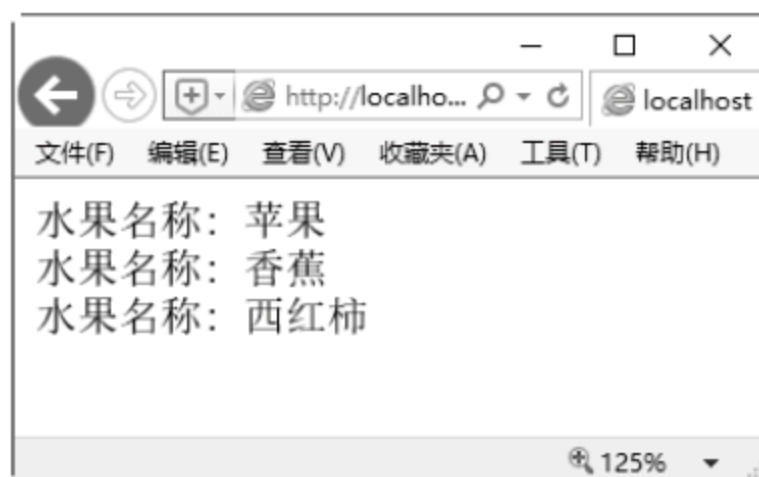 http://localho...
localhost
文件(F) 编辑(E) 查看(V) 收藏夹(A) 工具(T) 帮助(H)
水果名称：苹果
水果名称：香蕉
水果名称：西红柿
125%